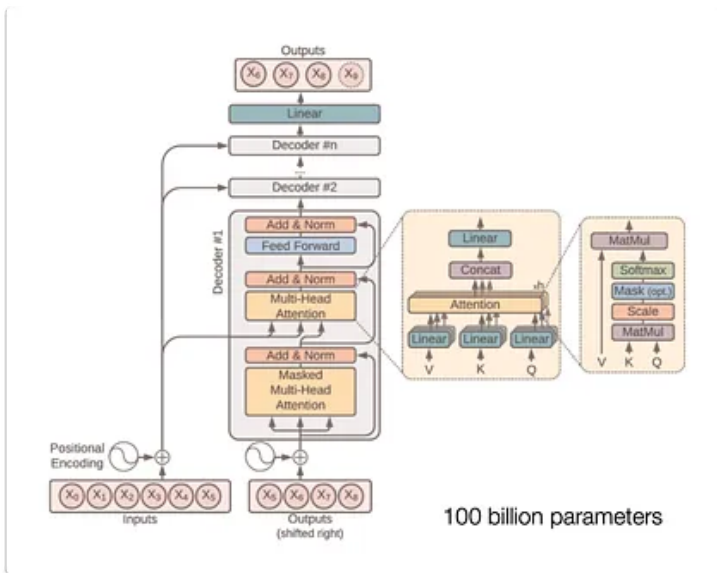 Outputs
X6 X7 X8 X9
Linear
Decoder #n
...
Decoder #2
Decoder #1
Add & Norm
Feed Forward
Add & Norm
Multi-Head
Attention
Add & Norm
Masked
Multi-Head
Attention
Linear
Concat
h
Attention
Linear Linear Linear
V K Q
MatMul
Softmax
Mask (opt.)
Scale
MatMul
V K Q
Positional
Encoding
X0 X1 X2 X3 X4 X5
Inputs
X5 X6 X7 X8
Outputs
(shifted right)
100 billion parameters